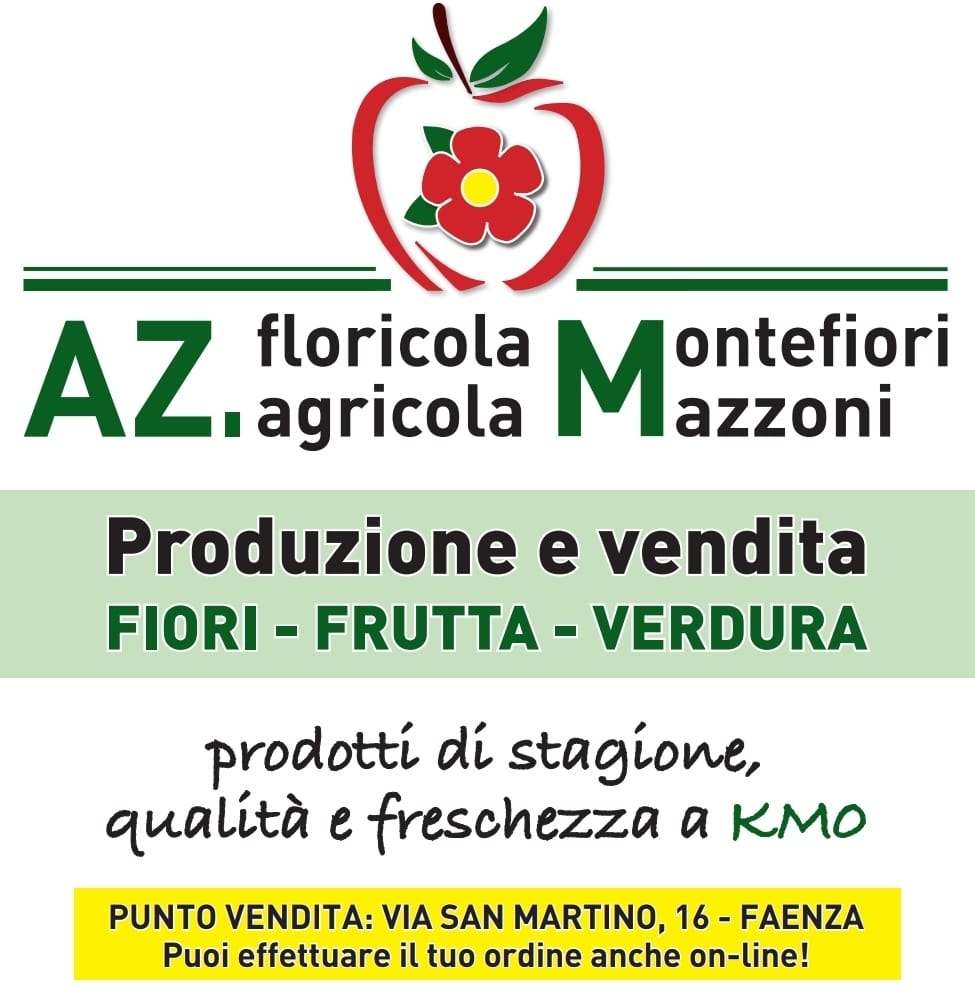 AZ. floricola Montefiori
agricola Mazzoni
Produzione e vendita
FIORI - FRUTTA - VERDURA
prodotti di stagione,
qualità e freschezza a KM0
PUNTO VENDITA: VIA SAN MARTINO, 16 - FAENZA
Puoi effettuare il tuo ordine anche on-line!